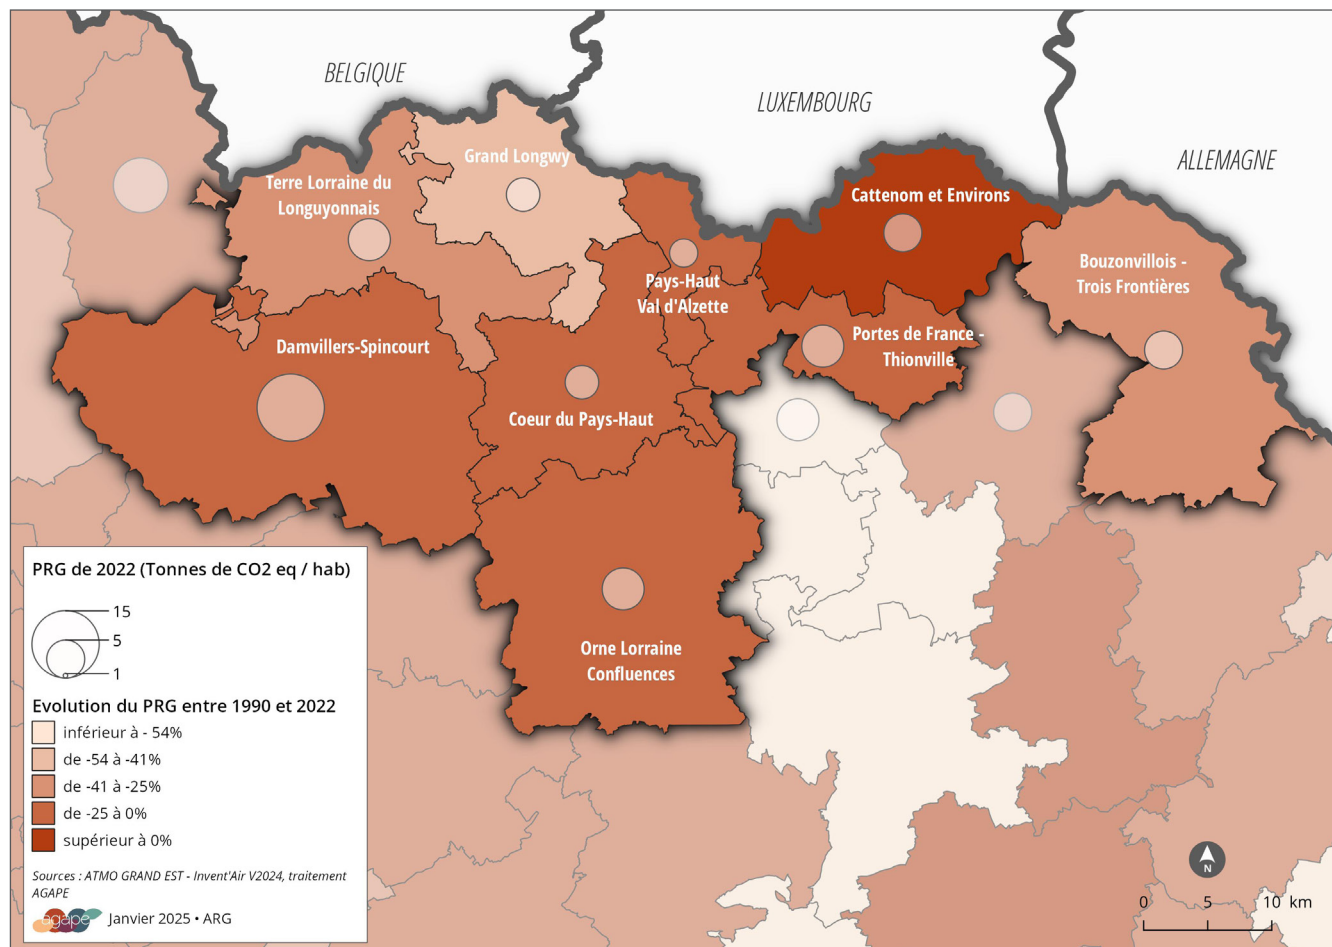 BELGIQUE
LUXEMBOURG
ALLEMAGNE
Grand Longwy
Terre Lorraine du
Longuyonnais
Cattenom et Environs
Bouzonvillois -
Trois Frontières
Pays-Haut
Val d'Alzette
Portes de France -
Thionville
Damvillers-Spincourt
Coeur du Pays-Haut
Orne Lorraine
Confluences
PRG de 2022 (Tonnes de CO2 eq / hab)
15
5
1
Evolution du PRG entre 1990 et 2022
inférieur à - 54%
de -54 à -41%
de -41 à -25%
de -25 à 0%
supérieur à 0%
Sources : ATMO GRAND EST - Invent'Air V2024, traitement
AGAPE
agape
Janvier 2025 • ARG
N
0 5 10 km